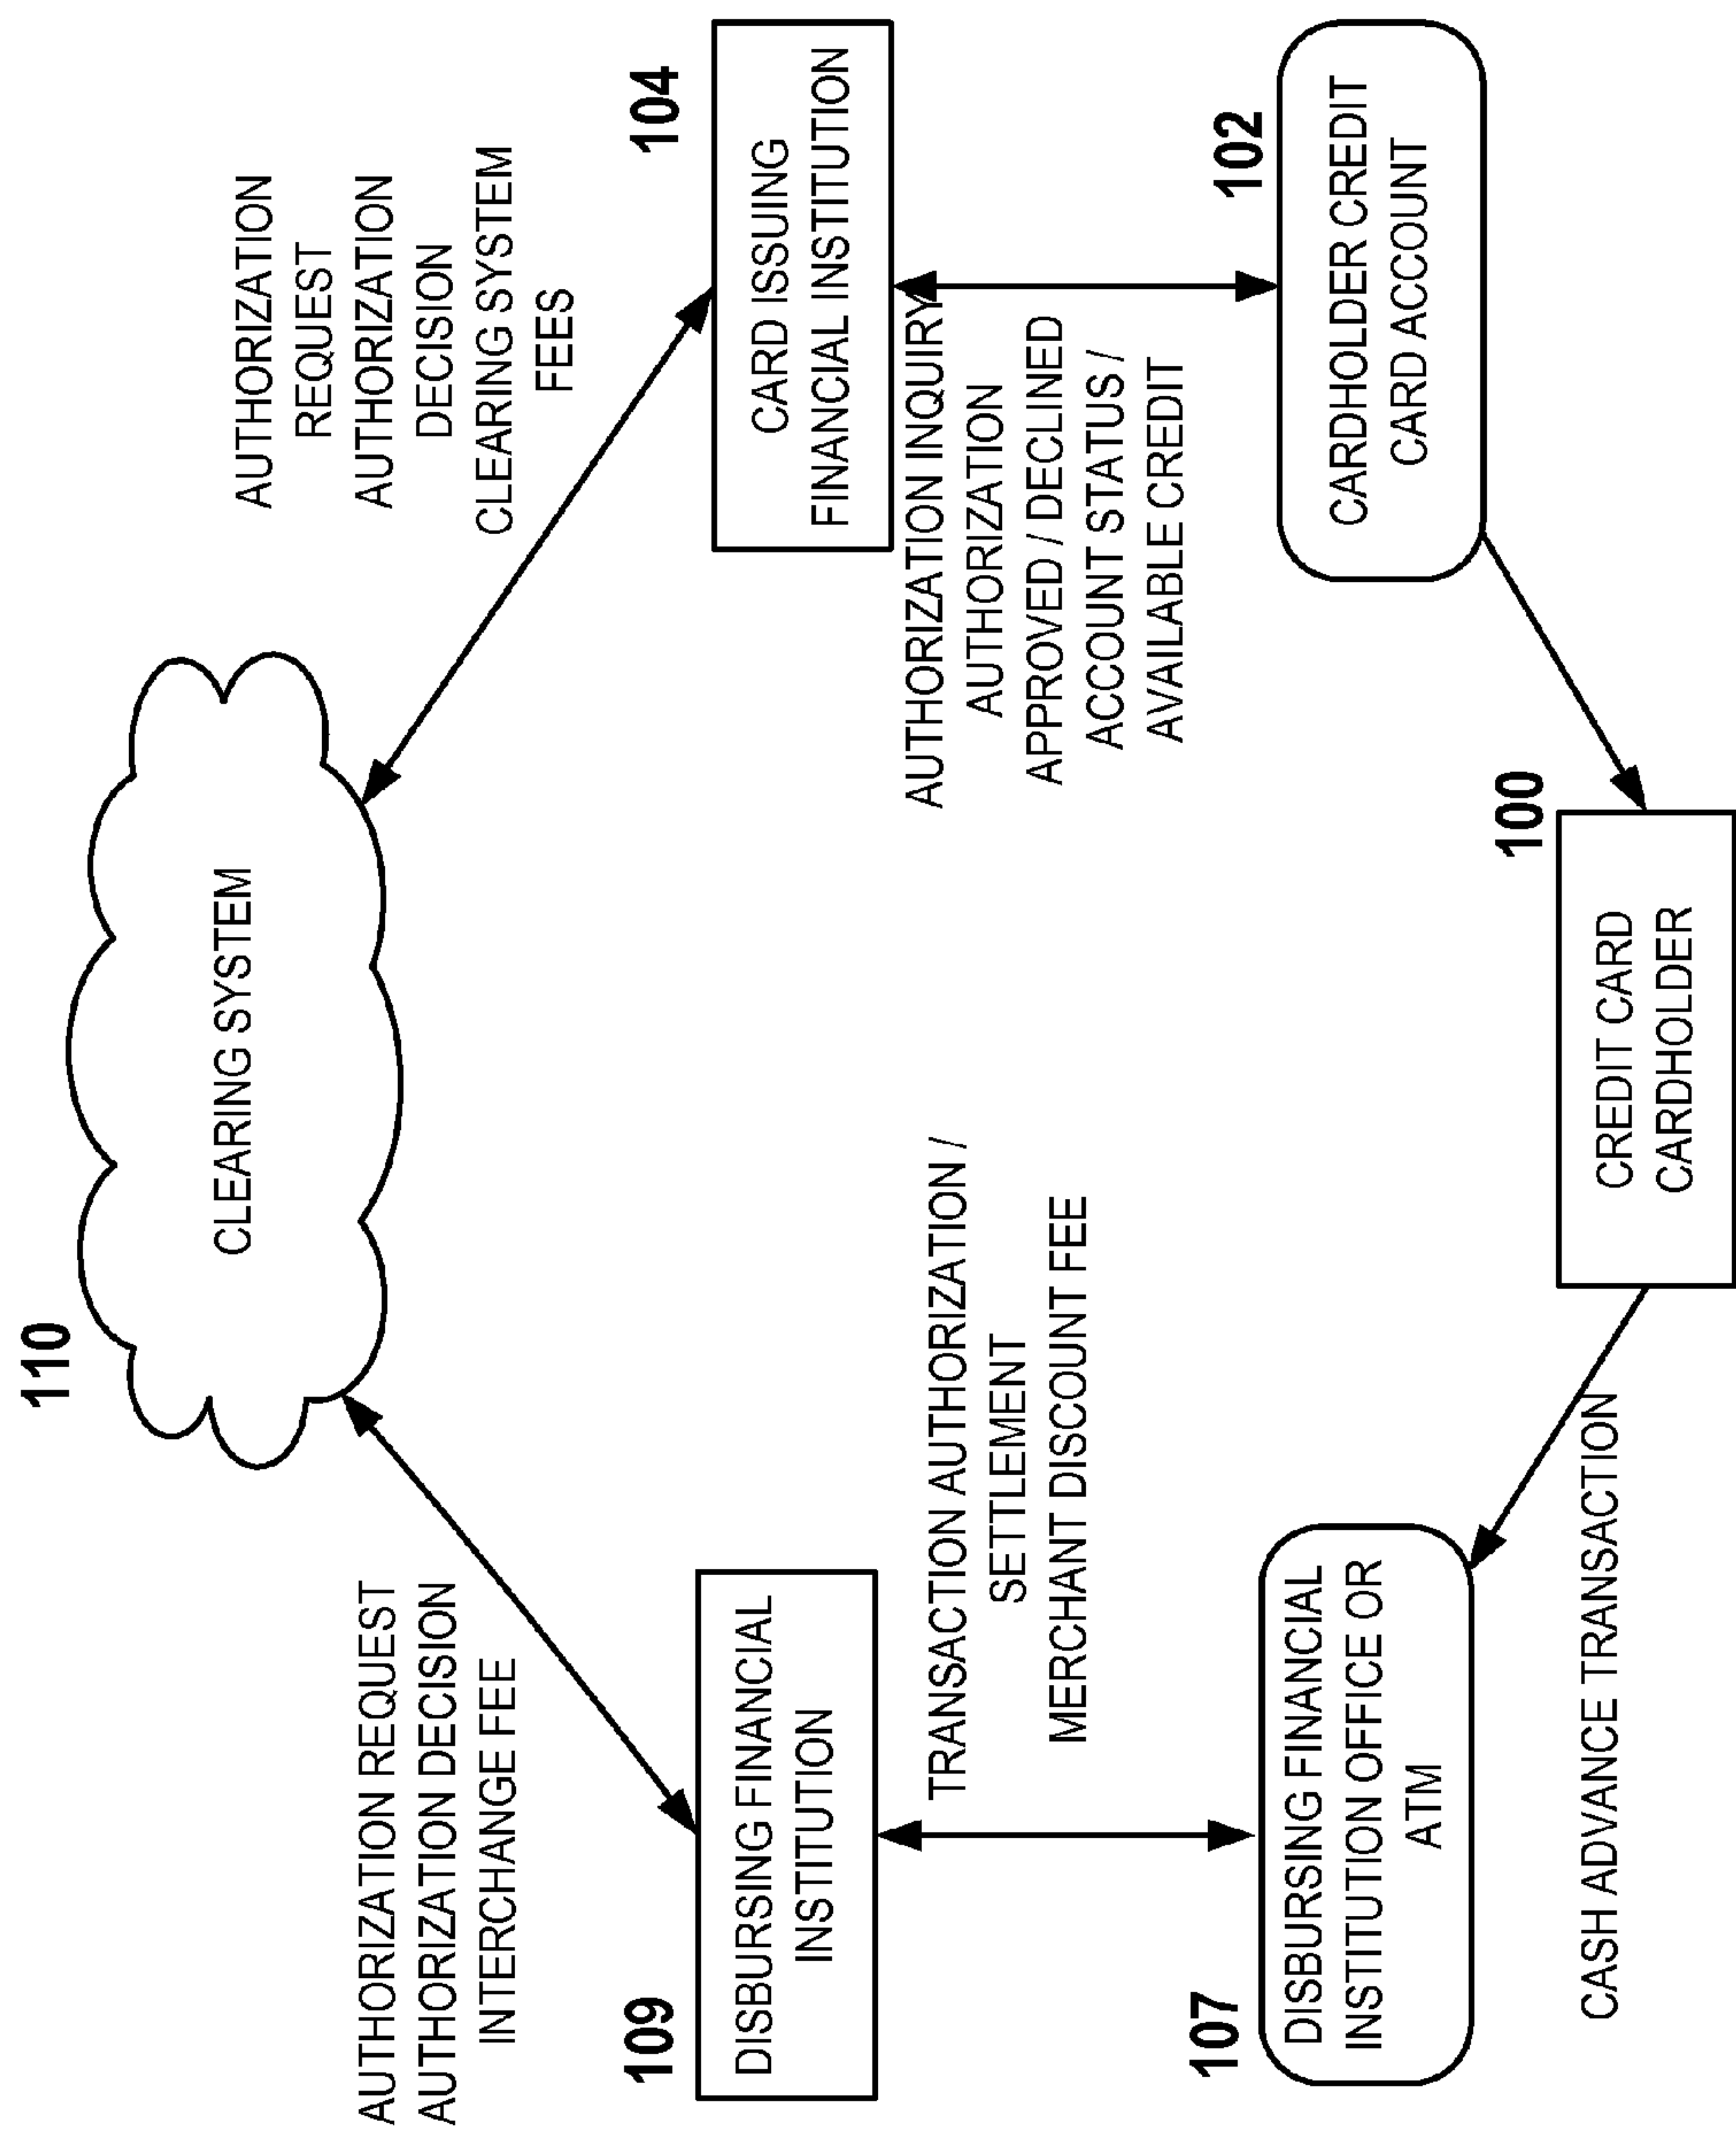 110
CLEARING SYSTEM
AUTHORIZATION REQUEST
AUTHORIZATION DECISION
INTERCHANGE FEE
AUTHORIZATION
REQUEST
AUTHORIZATION
DECISION
CLEARING SYSTEM
FEES
109
DISBURSING FINANCIAL
INSTITUTION
104
CARD ISSUING
FINANCIAL INSTITUTION
TRANSACTION AUTHORIZATION /
SETTLEMENT
MERCHANT DISCOUNT FEE
AUTHORIZATION INQUIRY
AUTHORIZATION
APPROVED / DECLINED
ACCOUNT STATUS /
AVAILABLE CREDIT
107
DISBURSING FINANCIAL
INSTITUTION OFFICE OR
ATM
102
CARDHOLDER CREDIT
CARD ACCOUNT
CASH ADVANCE TRANSACTION
100
CREDIT CARD
CARDHOLDER